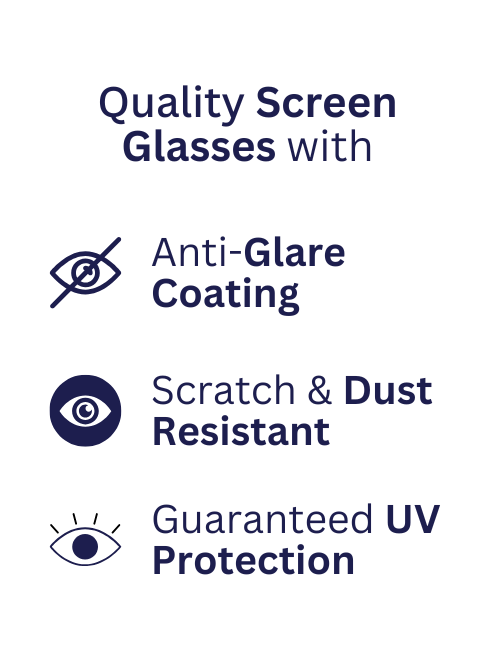 Quality Screen
Glasses with
Anti-Glare
Coating
Scratch & Dust
Resistant
Guaranteed UV
Protection